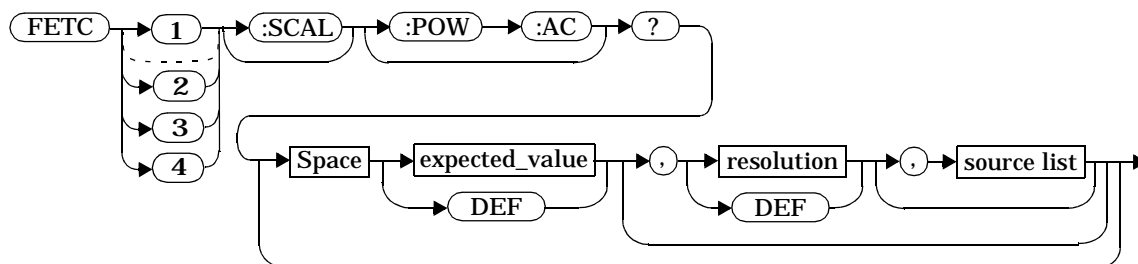 FETC 1 :SCAL :POW :AC ?
2
3
4
Space expected_value , resolution , source list
DEF DEF